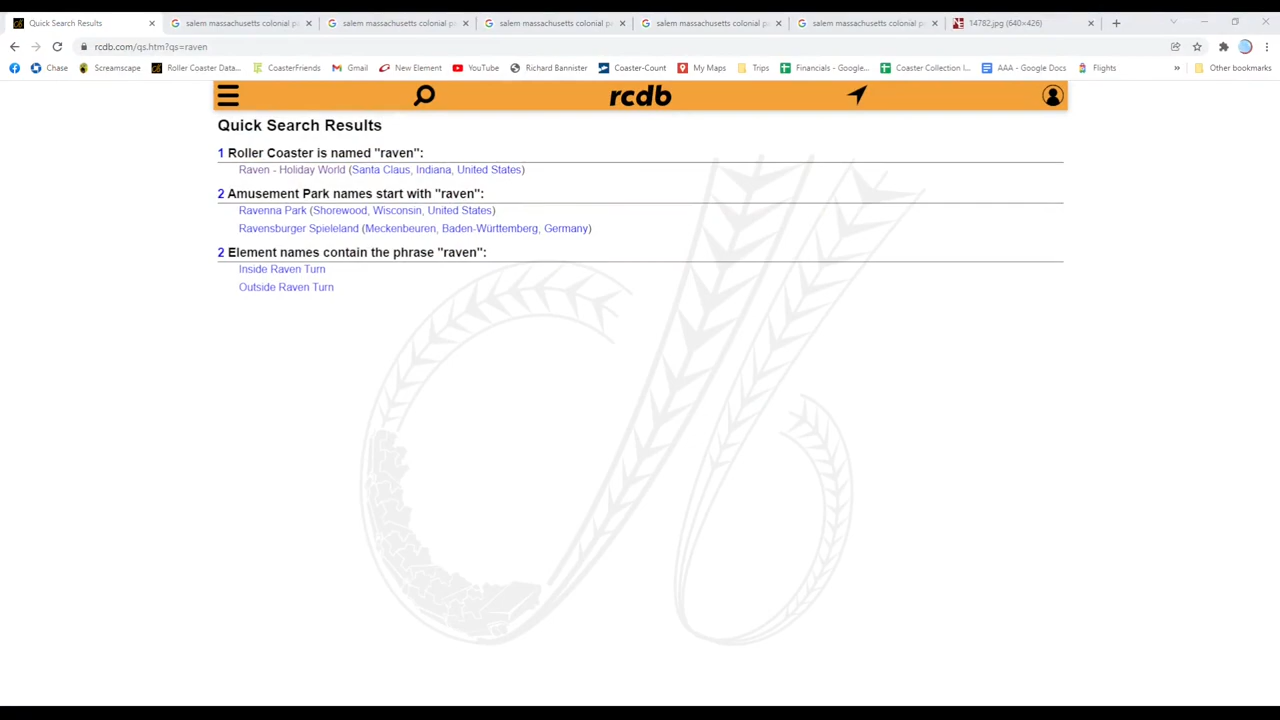 Quick Search Results
salem massachusetts colonial pa
salem massachusetts colonial pa
salem massachusetts colonial pa
salem massachusetts colonial pa
salem massachusetts colonial pa
14782.jpg (640×426)
rcdb.com/qs.htm?qs=raven
Chase
Screamscape
Roller Coaster Data...
CoasterFriends
Gmail
New Element
YouTube
Richard Bannister
Coaster-Count
My Maps
Trips
Financials - Google...
Coaster Collection I...
AAA - Google Docs
Flights
»
Other bookmarks
rcdb
Quick Search Results
1 Roller Coaster is named "raven":
Raven - Holiday World (Santa Claus, Indiana, United States)
2 Amusement Park names start with "raven":
Ravenna Park (Shorewood, Wisconsin, United States)
Ravensburger Spieleland (Meckenbeuren, Baden-Württemberg, Germany)
2 Element names contain the phrase "raven":
Inside Raven Turn
Outside Raven Turn